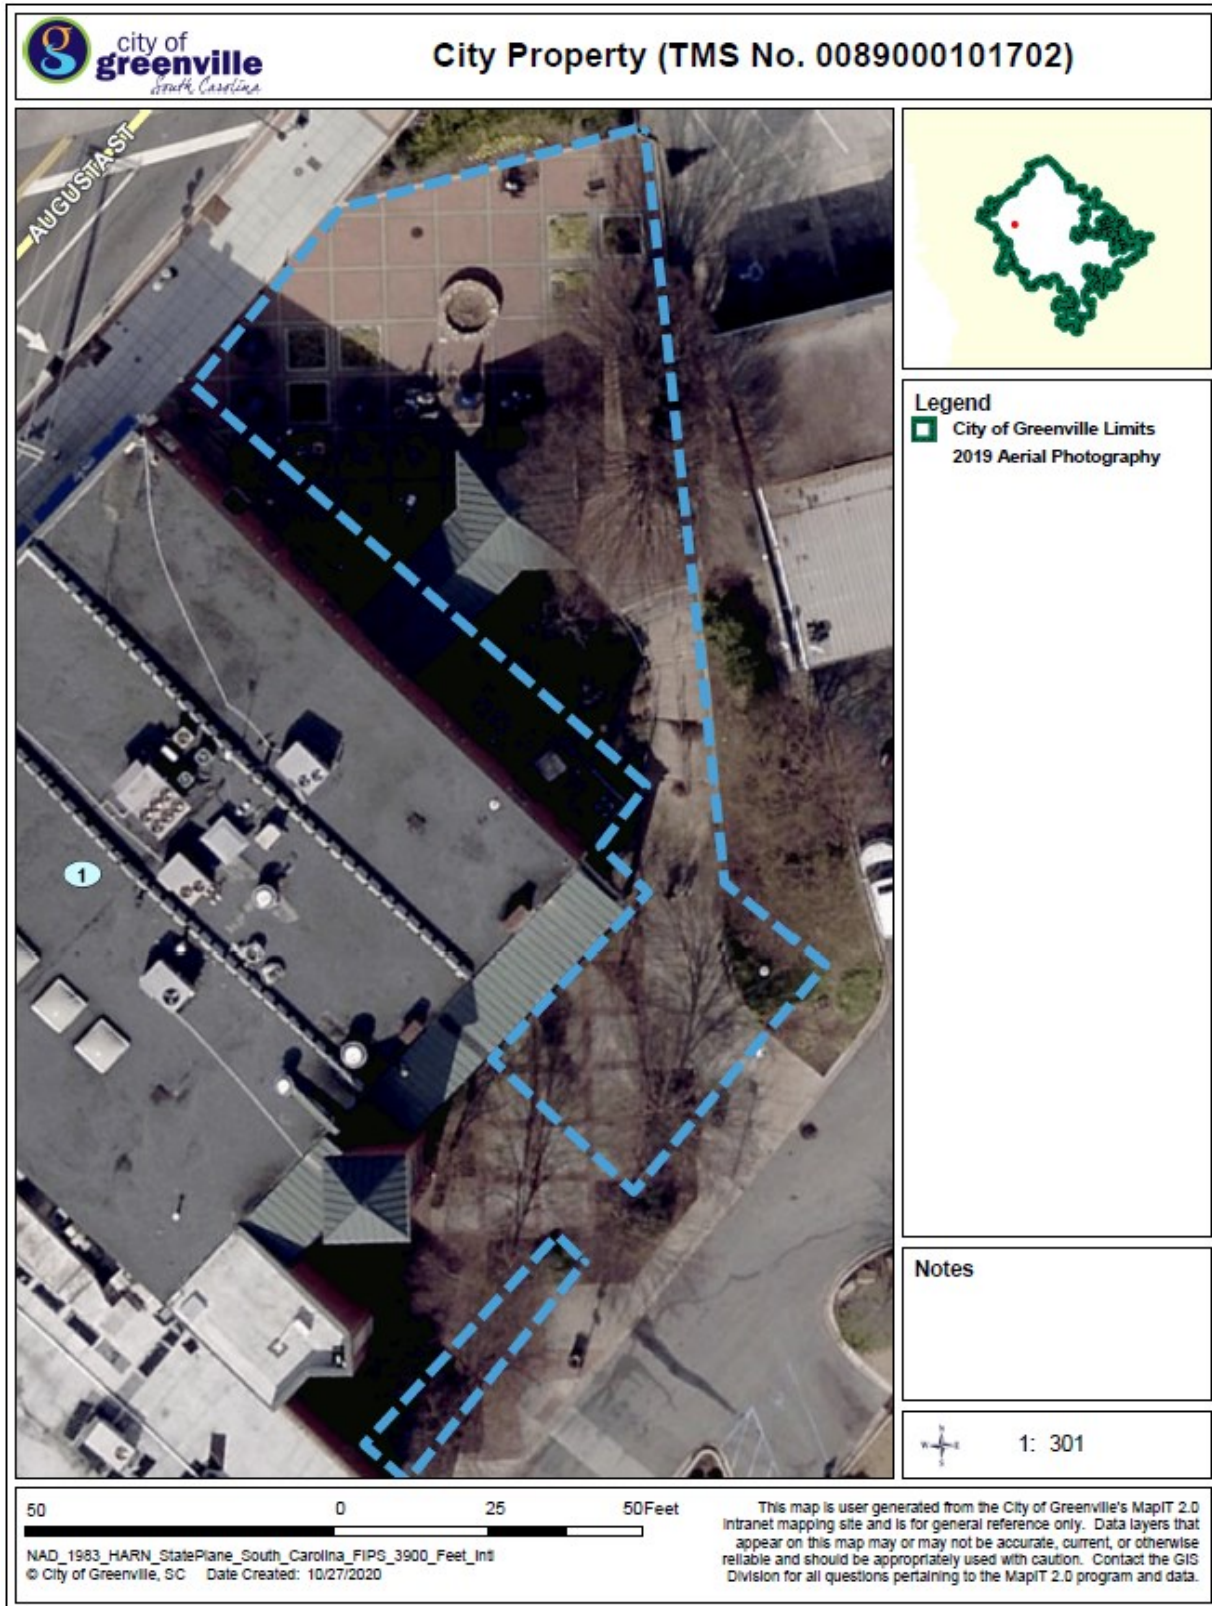 city of
greenville
South Carolina
City Property (TMS No. 0089000101702)
AUGUSTA ST
1
Legend
City of Greenville Limits
2019 Aerial Photography
Notes
N
W E
S
1: 301
50 0 25 50Feet
NAD_1983_HARN_StatePlane_South_Carolina_FIPS_3900_Feet_Intl
© City of Greenville, SC Date Created: 10/27/2020
This map is user generated from the City of Greenville's MapIT 2.0
intranet mapping site and is for general reference only. Data layers that
appear on this map may or may not be accurate, current, or otherwise
reliable and should be appropriately used with caution. Contact the GIS
Division for all questions pertaining to the MapIT 2.0 program and data.